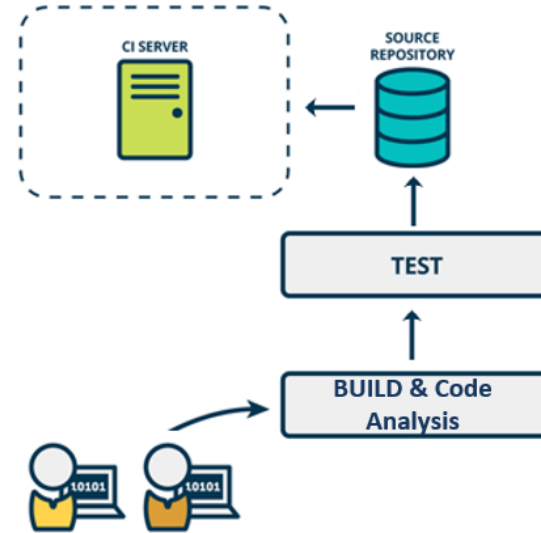 CI SERVER
SOURCE
REPOSITORY
TEST
BUILD & Code
Analysis
10101
10101